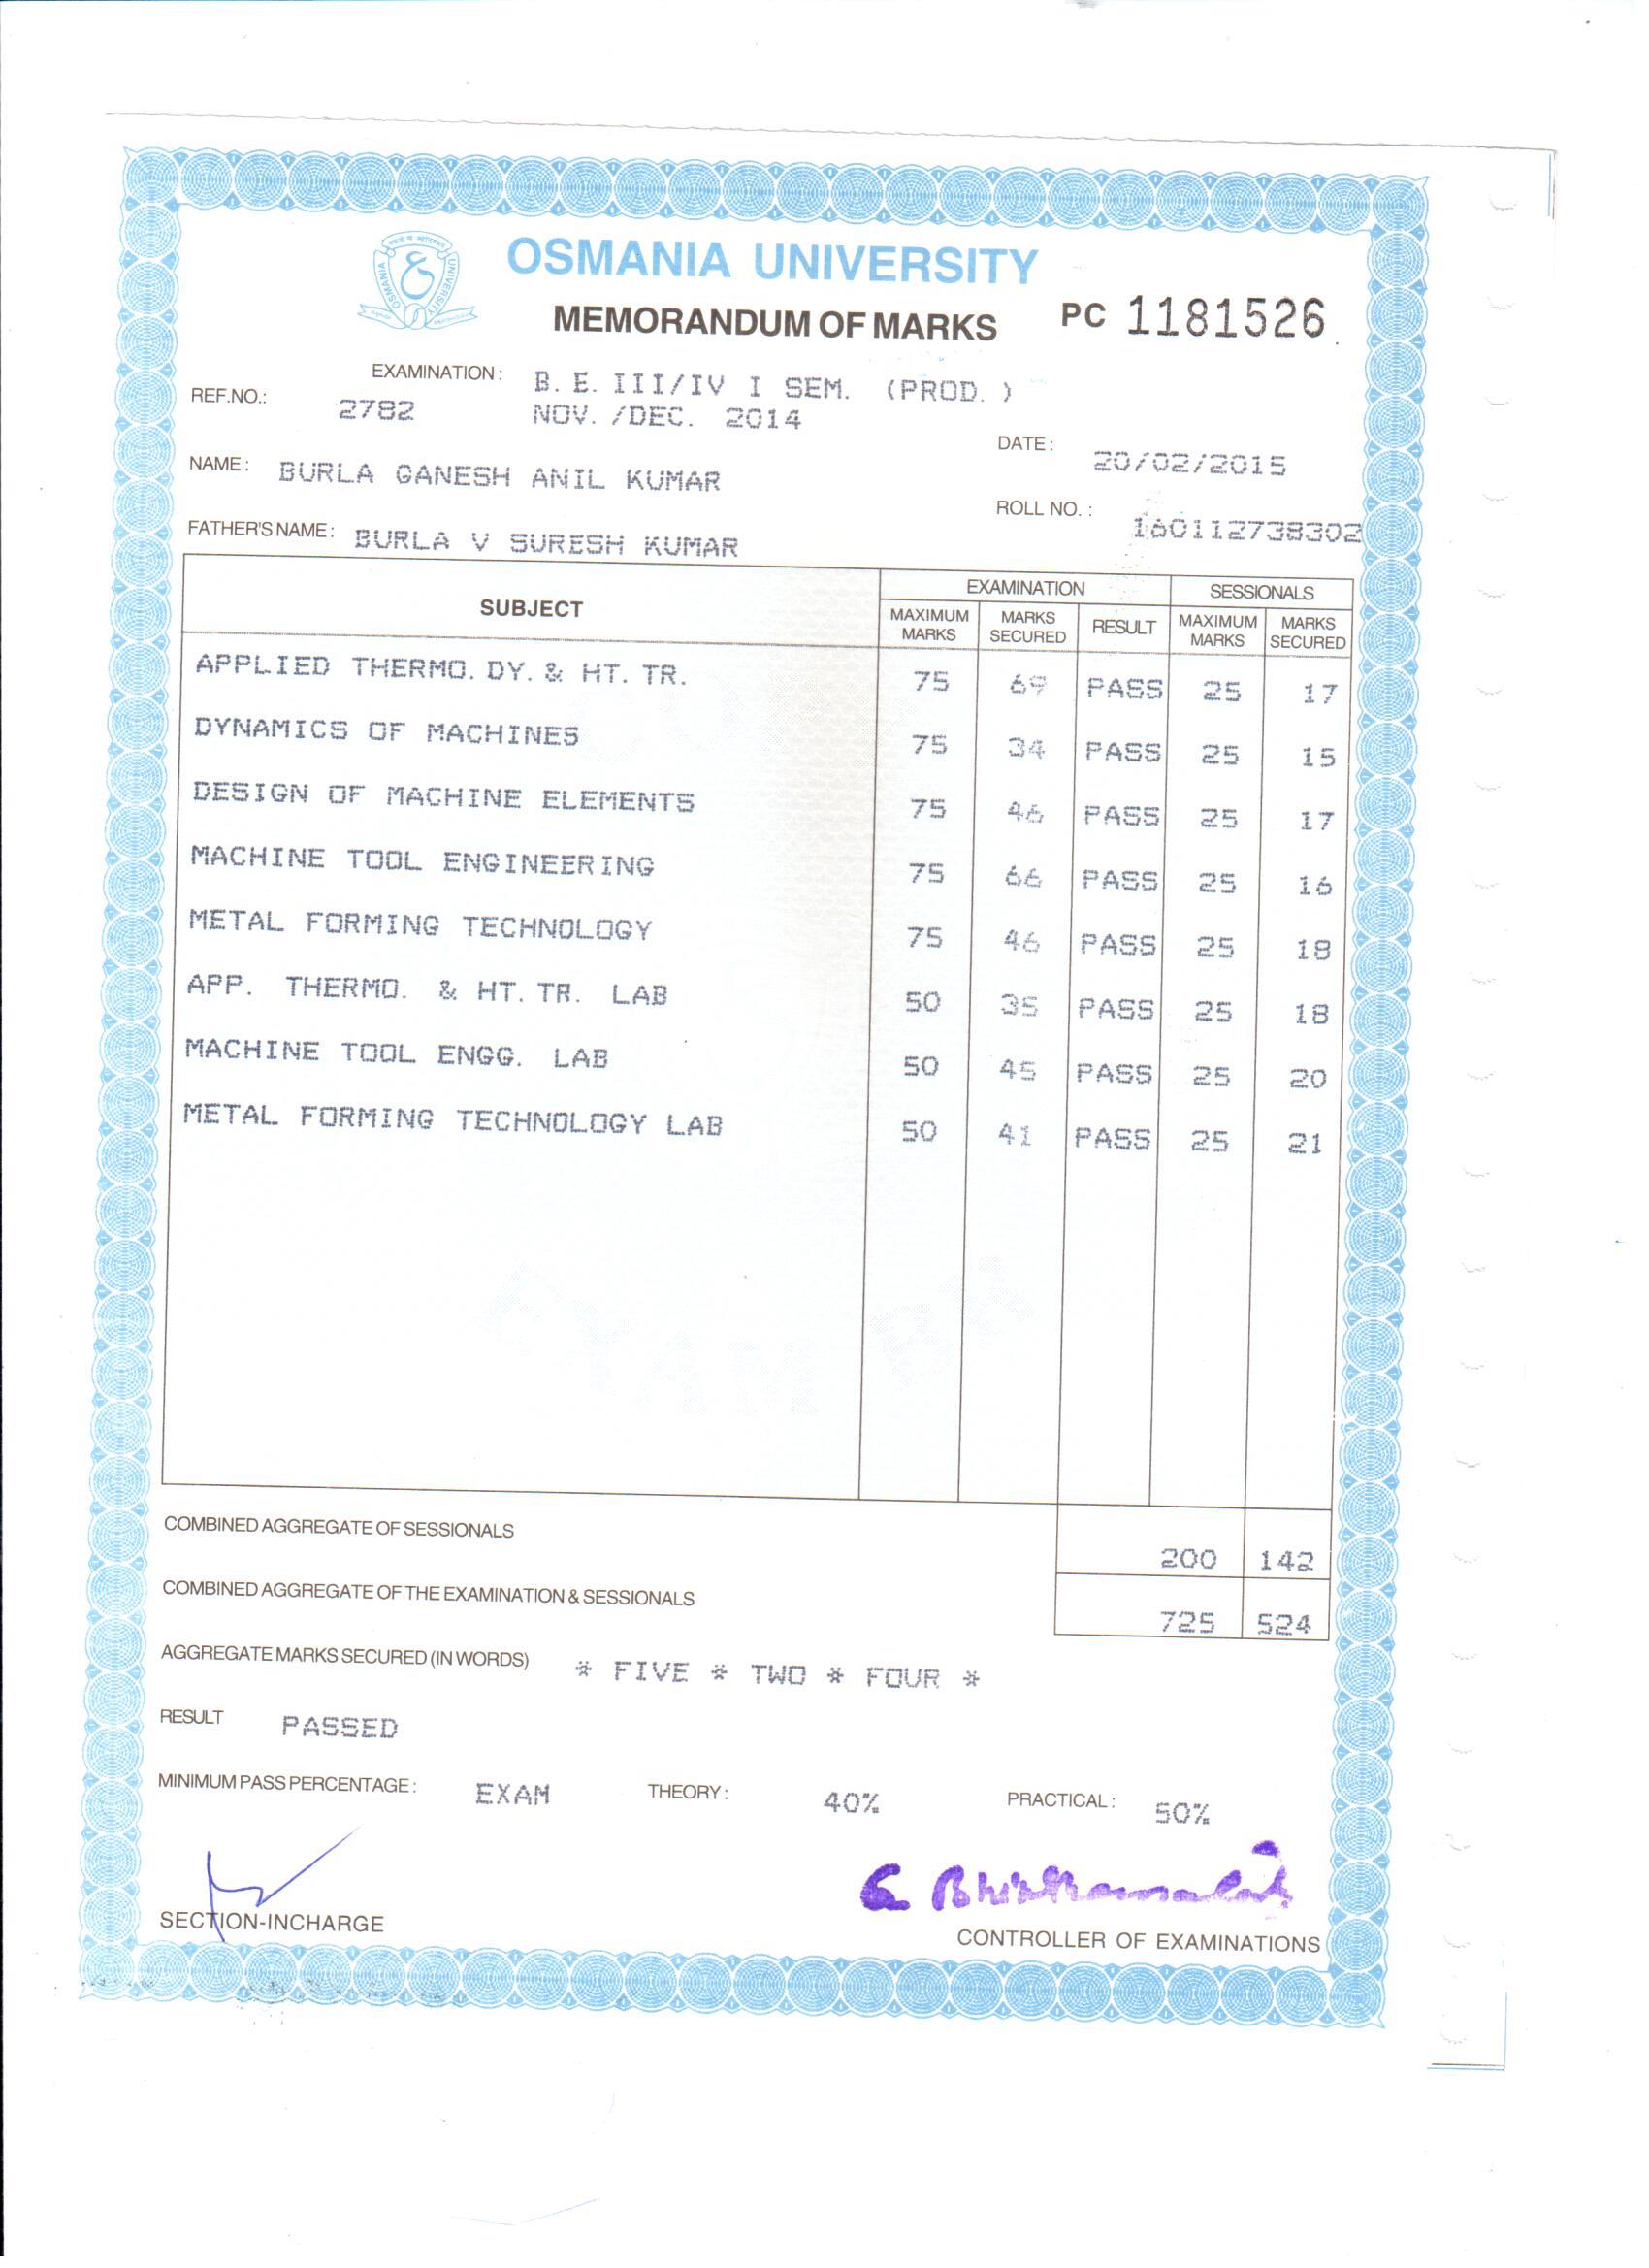 OSMANIA UNIVERSITY
OSMANIA UNIVERSITY
MEMORANDUM OF MARKS PC 1181526
EXAMINATION: B. E. III/IV I SEM. (PROD. )
REF.NO.: 2782 NOV. /DEC. 2014
DATE: 20/02/2015
NAME: BURLA GANESH ANIL KUMAR
ROLL NO. : 160112738302
FATHER'S NAME: BURLA V SURESH KUMAR
SUBJECT EXAMINATION SESSIONALS
MAXIMUM MARKS MARKS SECURED RESULT MAXIMUM MARKS MARKS SECURED
APPLIED THERMO. DY. & HT. TR. 75 69 PASS 25 17
DYNAMICS OF MACHINES 75 34 PASS 25 15
DESIGN OF MACHINE ELEMENTS 75 46 PASS 25 17
MACHINE TOOL ENGINEERING 75 66 PASS 25 16
METAL FORMING TECHNOLOGY 75 46 PASS 25 18
APP. THERMO. & HT. TR. LAB 50 35 PASS 25 18
MACHINE TOOL ENGG. LAB 50 45 PASS 25 20
METAL FORMING TECHNOLOGY LAB 50 41 PASS 25 21
COMBINED AGGREGATE OF SESSIONALS 200 142
COMBINED AGGREGATE OF THE EXAMINATION & SESSIONALS 725 524
AGGREGATE MARKS SECURED (IN WORDS) * FIVE * TWO * FOUR *
RESULT PASSED
MINIMUM PASS PERCENTAGE: EXAM THEORY: 40% PRACTICAL: 50%
SECTION-INCHARGE
CONTROLLER OF EXAMINATIONS